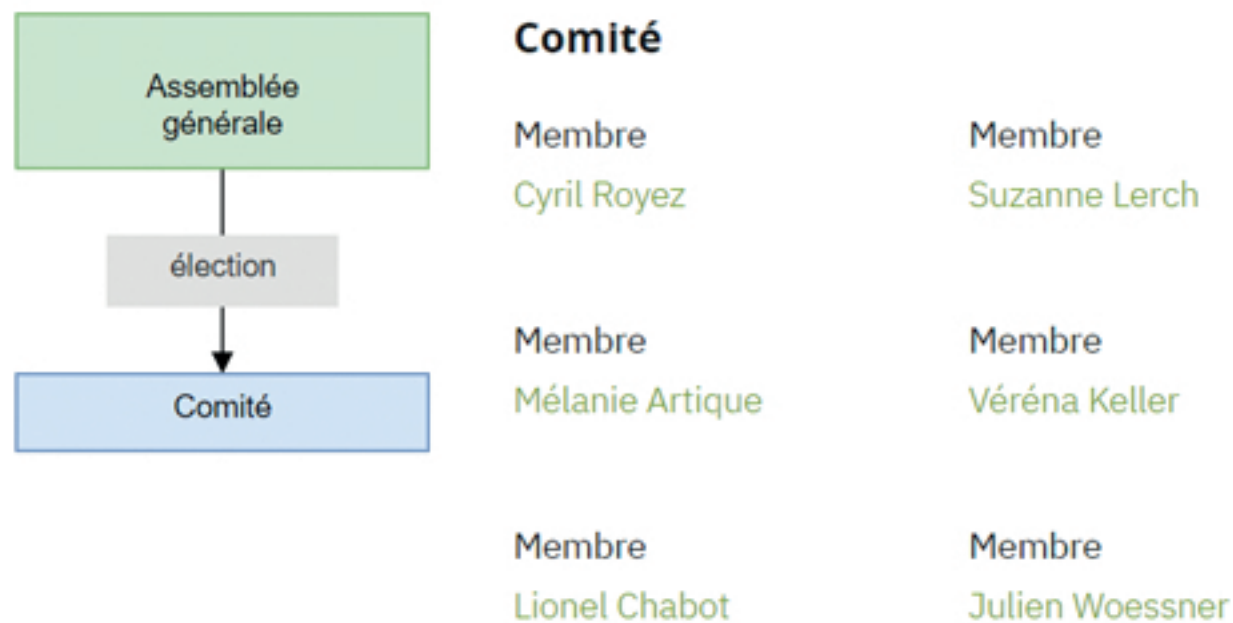 Assemblée
générale
élection
Comité
Comité
Membre
Cyril Royez
Membre
Suzanne Lerch
Membre
Mélanie Artique
Membre
Véréna Keller
Membre
Lionel Chabot
Membre
Julien Woessner